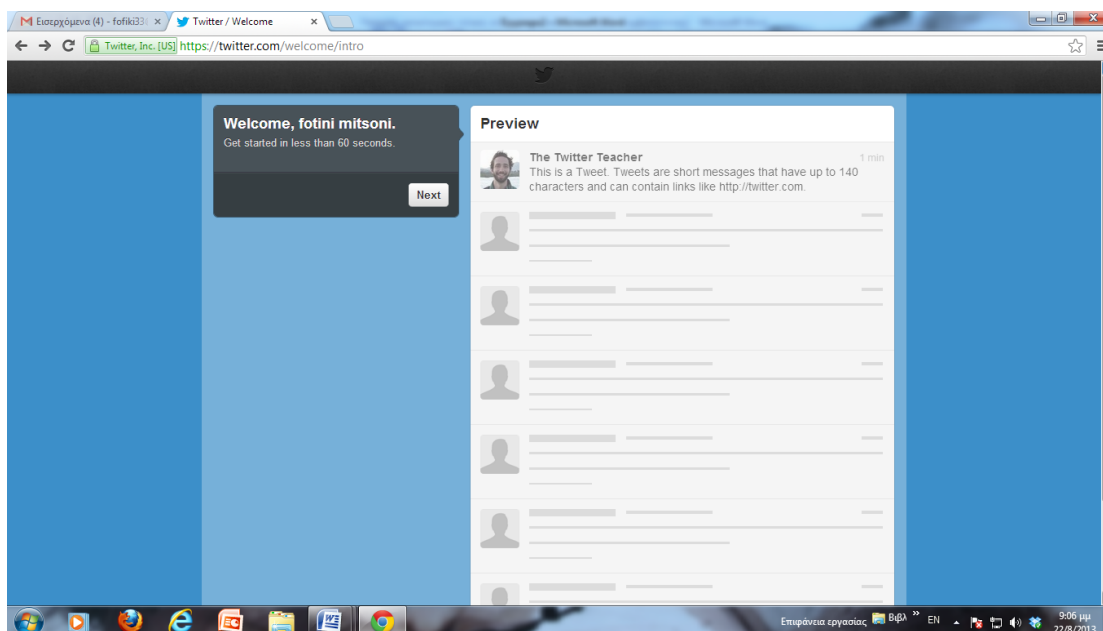 Εισερχόμενα (4) - fofiki33
Twitter / Welcome
Twitter, Inc. [US] https://twitter.com/welcome/intro
Welcome, fotini mitsoni.
Get started in less than 60 seconds.
Next
Preview
The Twitter Teacher 1 min
This is a Tweet. Tweets are short messages that have up to 140
characters and can contain links like http://twitter.com.
Επιφάνεια εργασίας Βιβλ » EN 9:06 μμ
22/8/2013